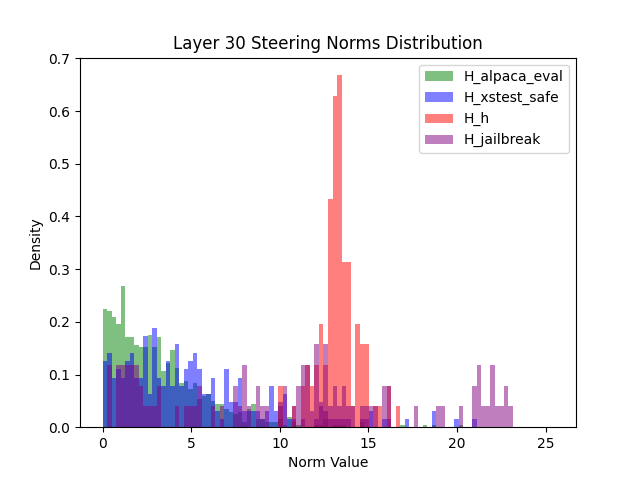 Layer 30 Steering Norms Distribution
0.7
0.6
0.5
0.4
0.3
0.2
0.1
0.0
Density
H_alpaca_eval
H_xstest_safe
H_h
H_jailbreak
0 5 10 15 20 25
Norm Value